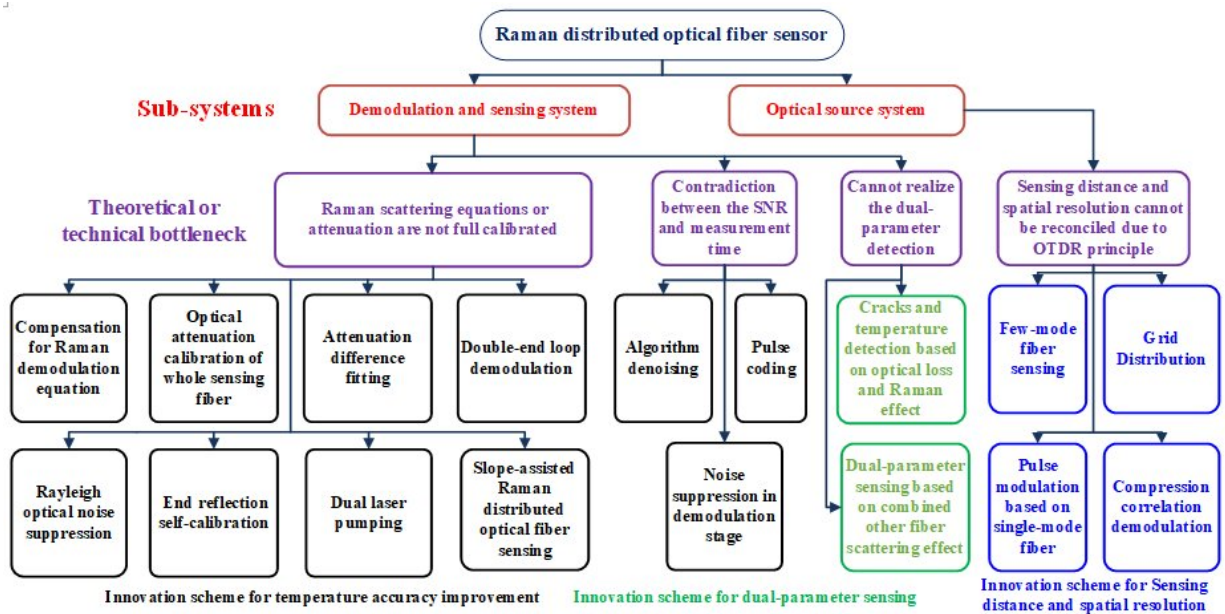 Raman distributed optical fiber sensor
Sub-systems
Demodulation and sensing system
Optical source system
Theoretical or
technical bottleneck
Raman scattering equations or
attenuation are not full calibrated
Contradiction
between the SNR
and measurement
time
Cannot realize
the dual-
parameter
detection
Sensing distance and
spatial resolution cannot
be reconciled due to
OTDR principle
Compensation
for Raman
demodulation
equation
Optical
attenuation
calibration of
whole sensing
fiber
Attenuation
difference
fitting
Double-end loop
demodulation
Algorithm
denoising
Pulse
coding
Cracks and
temperature
detection based
on optical loss
and Raman
effect
Few-mode
fiber
sensing
Grid
Distribution
Rayleigh
optical noise
suppression
End reflection
self-calibration
Dual laser
pumping
Slope-assisted
Raman
distributed
optical fiber
sensing
Noise
suppression in
demodulation
stage
Dual-parameter
sensing based
on combined
other fiber
scattering effect
Pulse
modulation
based on
single-mode
fiber
Compression
correlation
demodulation
Innovation scheme for temperature accuracy improvement
Innovation scheme for dual-parameter sensing
Innovation scheme for Sensing
distance and spatial resolution